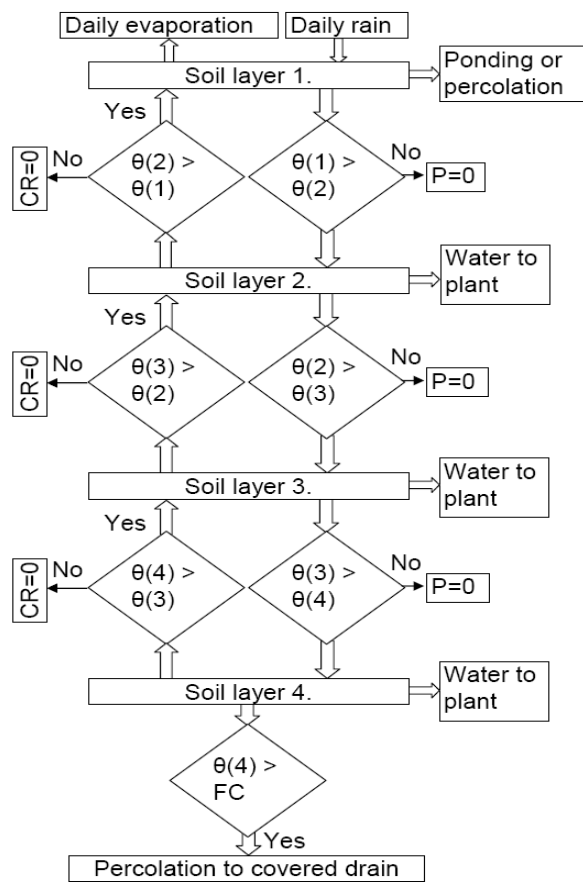 Daily evaporation
Daily rain
Soil layer 1.
Ponding or
percolation
Yes
θ(2) >
θ(1)
No
CR=0
θ(1) >
θ(2)
No
P=0
Soil layer 2.
Water to
plant
Yes
θ(3) >
θ(2)
No
CR=0
θ(2) >
θ(3)
No
P=0
Soil layer 3.
Water to
plant
Yes
θ(4) >
θ(3)
No
CR=0
θ(3) >
θ(4)
No
P=0
Soil layer 4.
Water to
plant
θ(4) >
FC
Yes
Percolation to covered drain